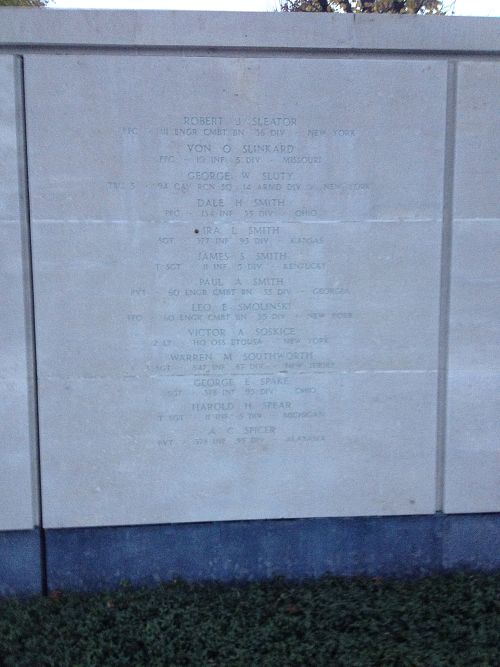 ROBERT J SLEATOR
PFC · 111 ENGR CMBT BN 36 DIV · NEW YORK
VON O SLINKARD
PFC · 10 INF 5 DIV · MISSOURI
GEORGE W SLUTY
TEC 5 · 94 CAV RCN SQ 14 ARMD DIV · NEW YORK
DALE H SMITH
PFC · 134 INF 35 DIV · OHIO
IRA L SMITH
SGT · 377 INF 95 DIV · KANSAS
JAMES S SMITH
T SGT · 11 INF 5 DIV · KENTUCKY
PAUL A SMITH
PVT · 60 ENGR CMBT BN 35 DIV · GEORGIA
LEO E SMOLINSKI
PFC · 60 ENGR CMBT BN 35 DIV · NEW YORK
VICTOR A SOSKICE
2 LT · HQ OSS ETOUSA · NEW YORK
WARREN M SOUTHWORTH
SGT · 347 INF 87 DIV · NEW JERSEY
GEORGE E SPAKE
SGT · 378 INF 95 DIV · OHIO
HAROLD H SPEAR
T SGT · 11 INF 5 DIV · MICHIGAN
A C SPICER
PVT · 378 INF 95 DIV · ALABAMA